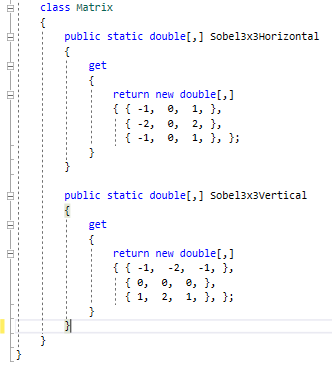 class Matrix
{
public static double[,] Sobel3x3Horizontal
{
get
{
return new double[,]
{ { -1, 0, 1, },
{ -2, 0, 2, },
{ -1, 0, 1, }, };
}
}
public static double[,] Sobel3x3Vertical
{
get
{
return new double[,]
{ { -1, -2, -1, },
{ 0, 0, 0, },
{ 1, 2, 1, }, };
}
}
}
}